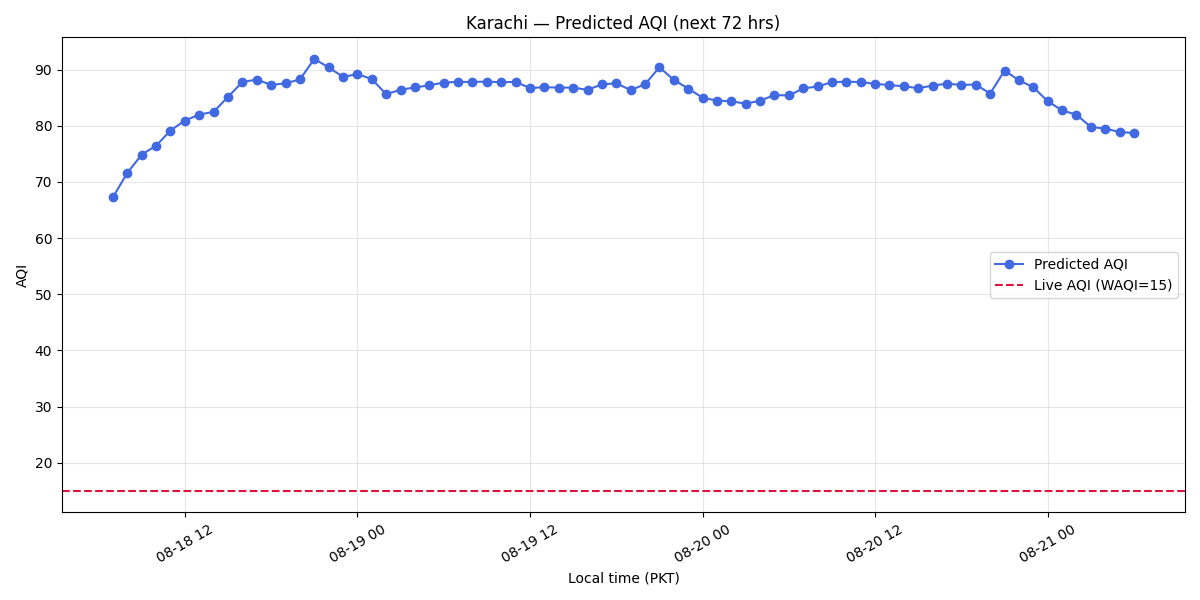 Karachi — Predicted AQI (next 72 hrs)
AQI
90
80
70
60
50
40
30
20
Predicted AQI
Live AQI (WAQI=15)
08-18 12
08-19 00
08-19 12
08-20 00
08-20 12
08-21 00
Local time (PKT)